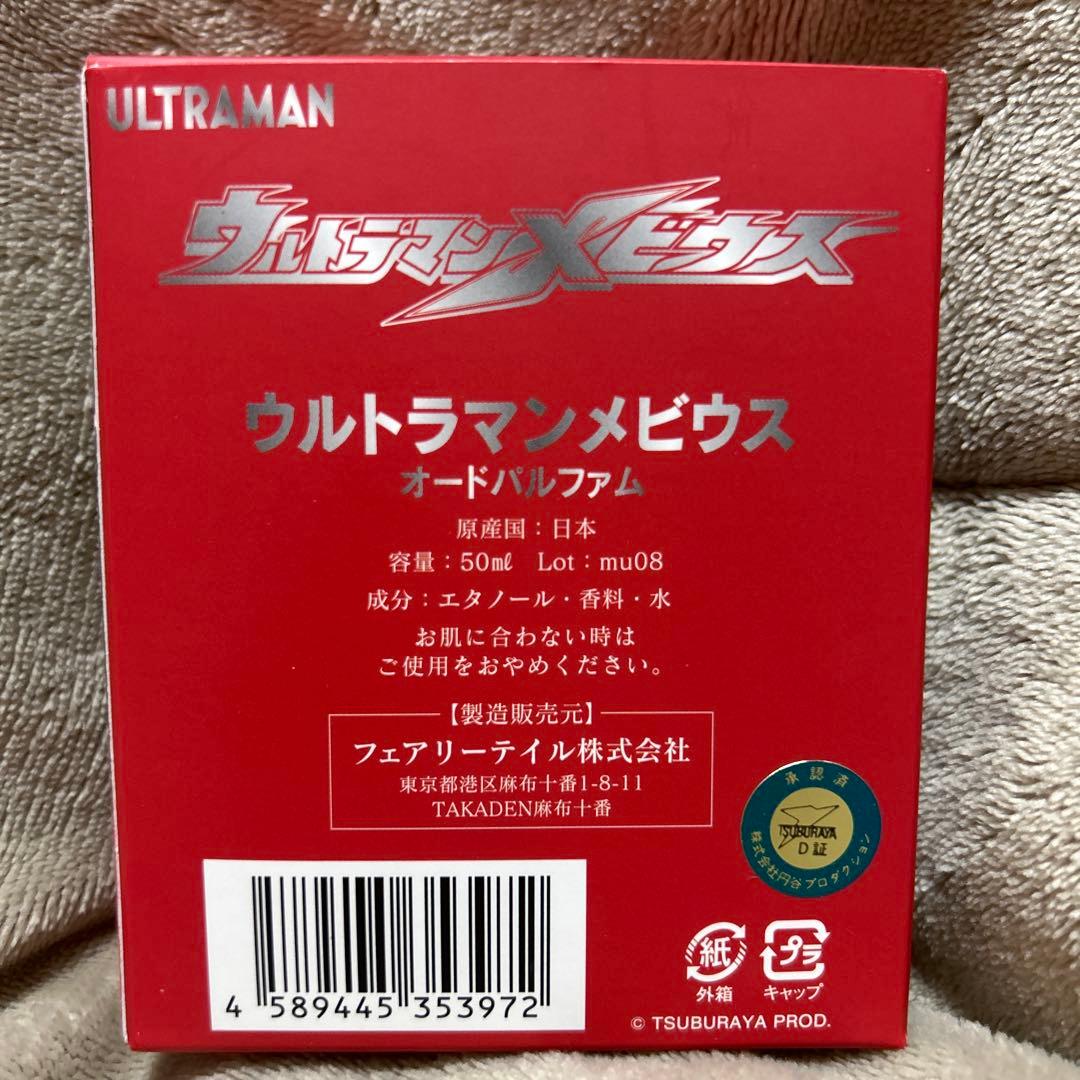 ULTRAMAN
ウルトラマンメビウス
ウルトラマンメビウス
オードパルファム
原産国：日本
容量：50㎖ Lot：mu08
成分：エタノール・香料・水
お肌に合わない時は
ご使用をおやめください。
【製造販売元】
フェアリーテイル株式会社
東京都港区麻布十番1-8-11
TAKADEN麻布十番
承認済
TSUBURAYA
D証
株式会社円谷プロダクション
4 589445 353972
紙
外箱
プラ
キャップ
© TSUBURAYA PROD.